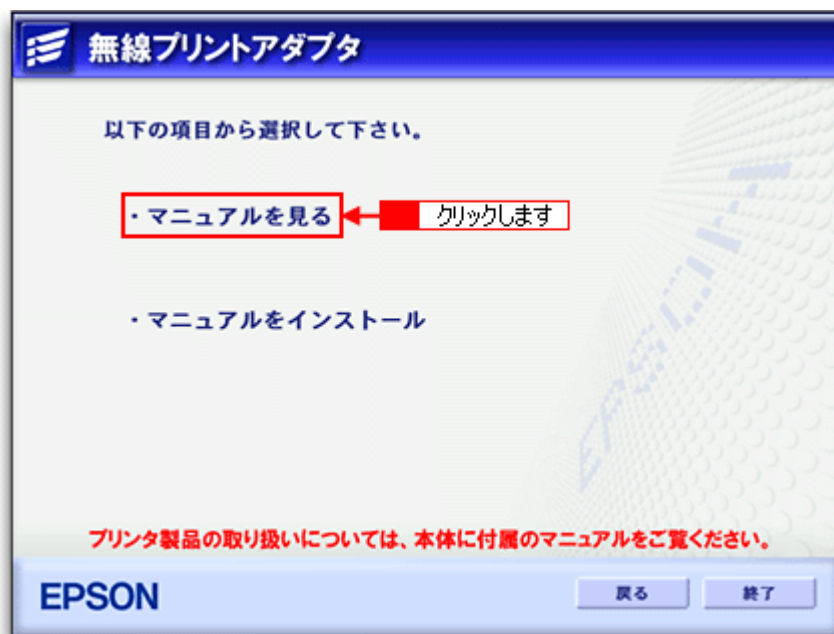 無線プリントアダプタ
以下の項目から選択して下さい。
・マニュアルを見る
クリックします
・マニュアルをインストール
EPSON
プリンタ製品の取り扱いについては、本体に付属のマニュアルをご覧ください。
EPSON
戻る
終了